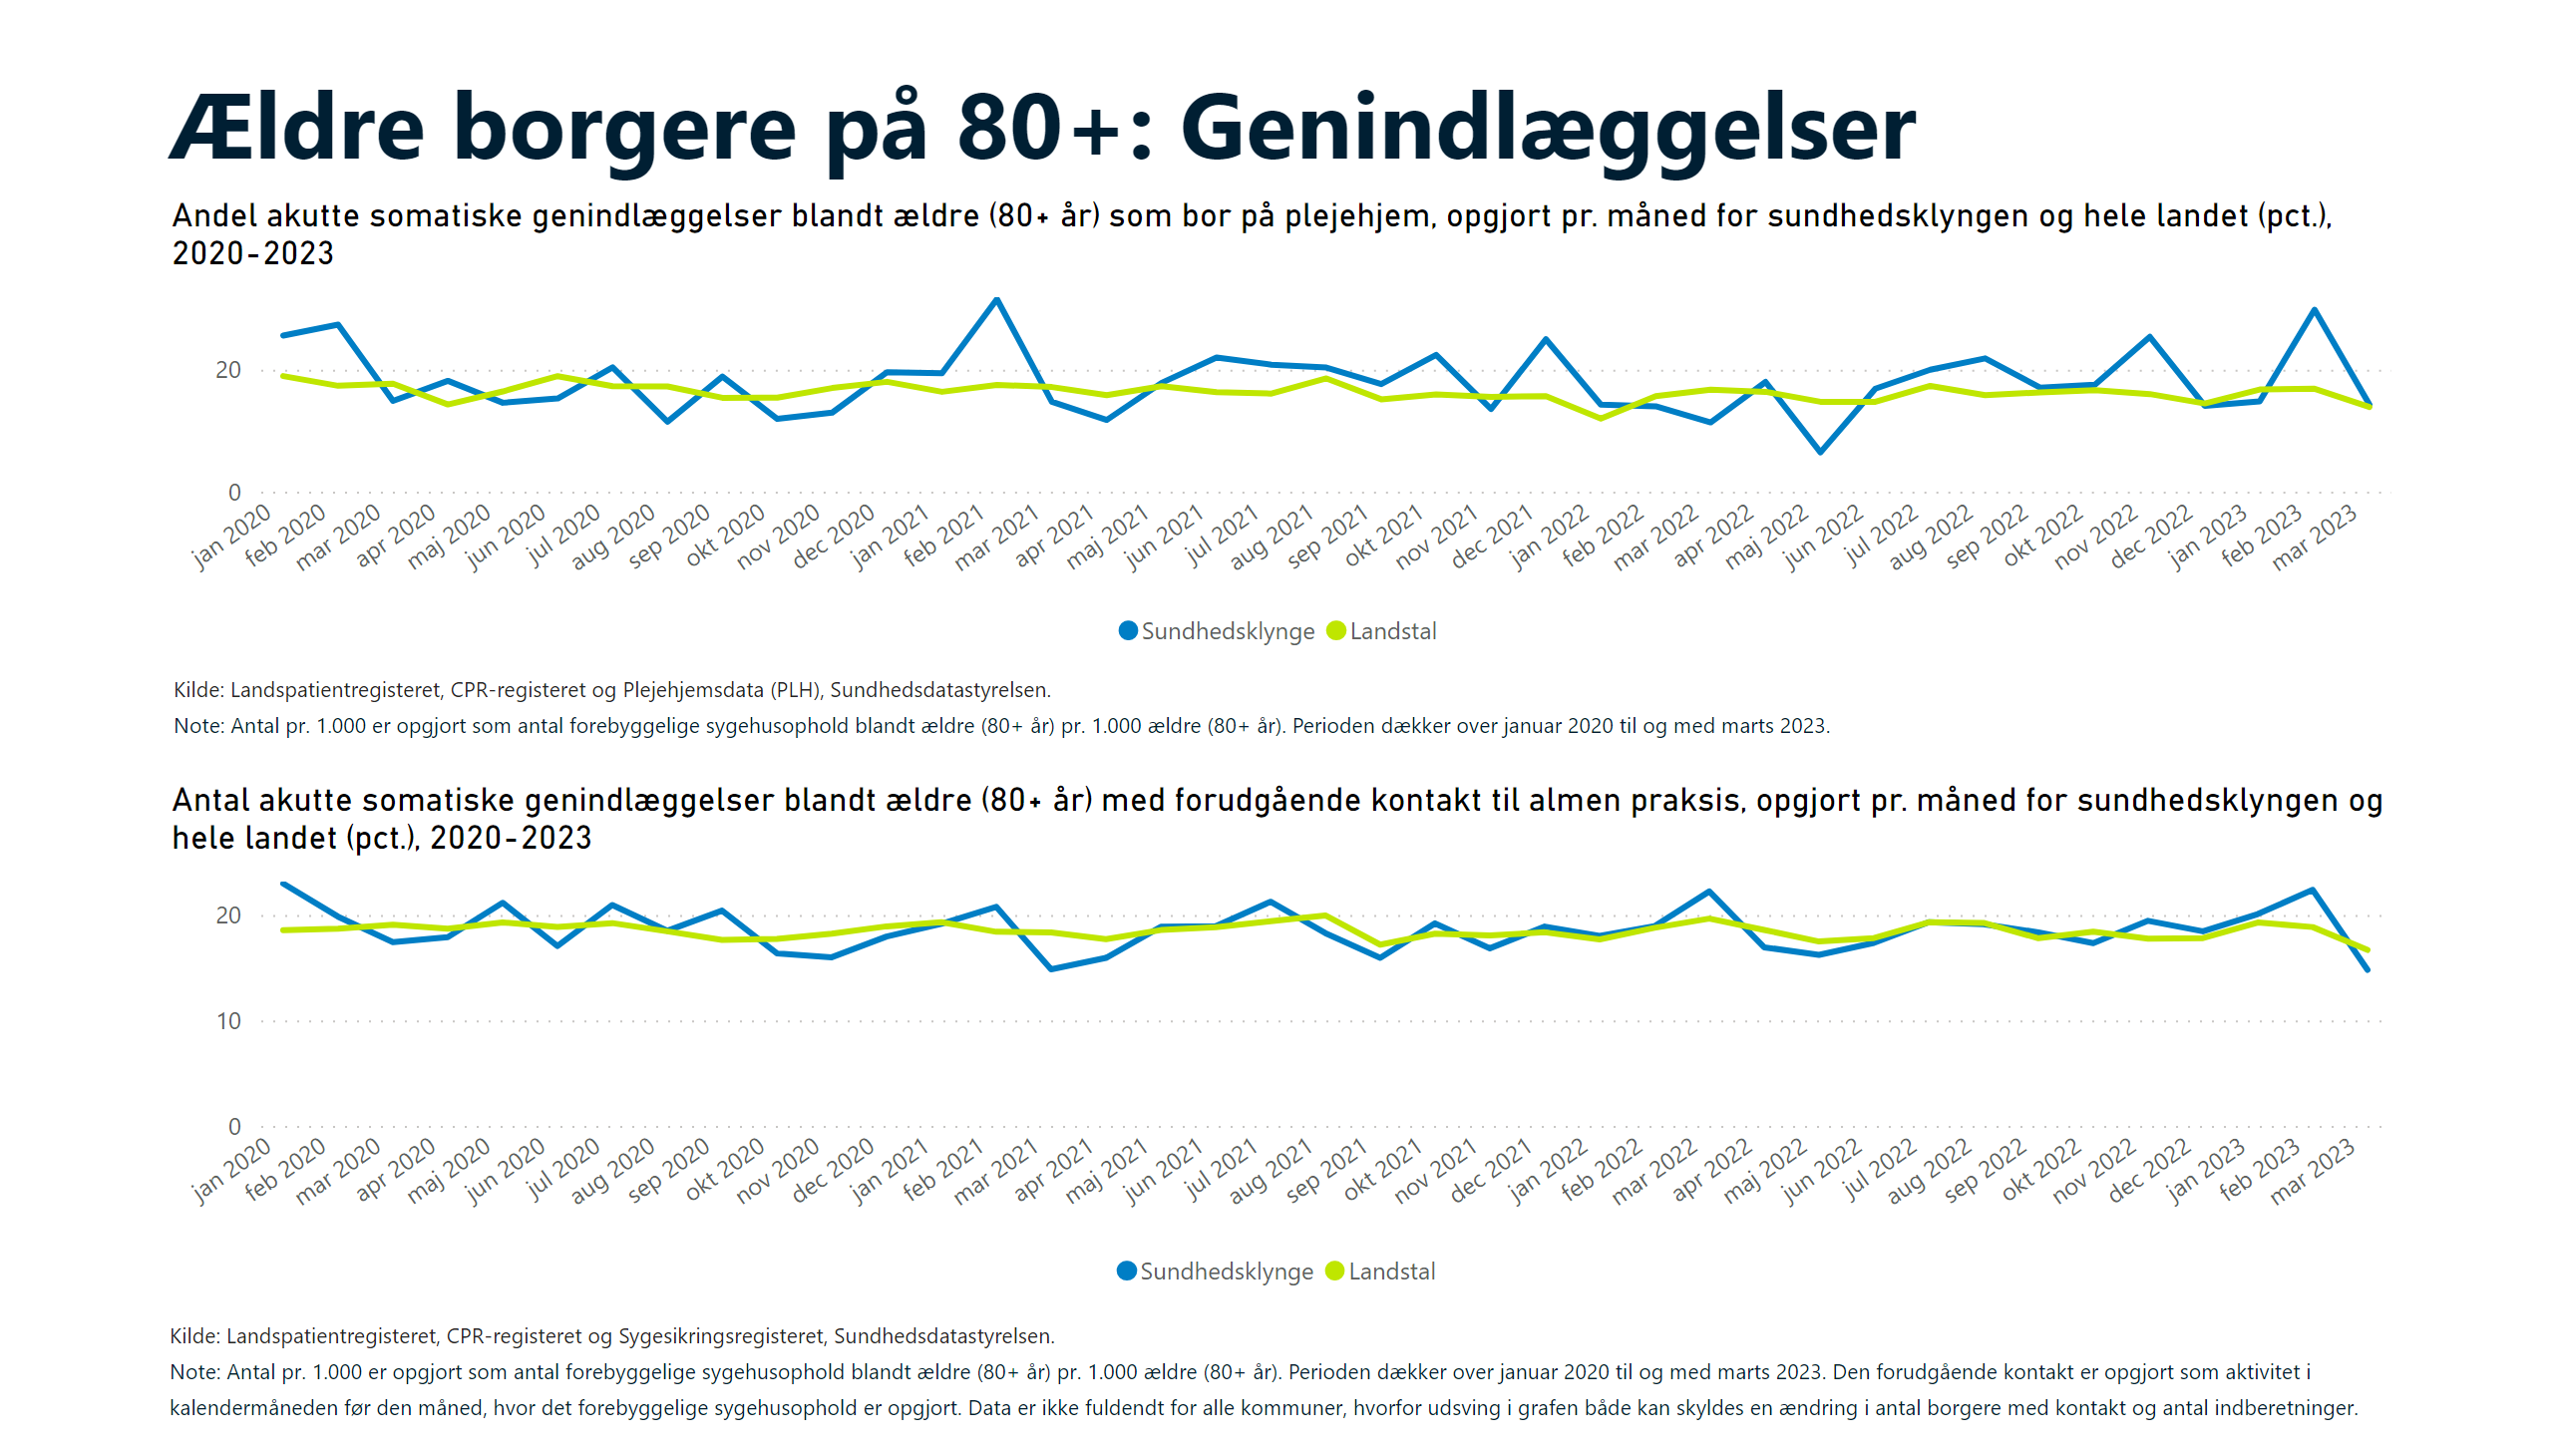 Ældre borgere på 80+: Genindlæggelser
Andel akutte somatiske genindlæggelser blandt ældre (80+ år) som bor på plejehjem, opgjort pr. måned for sundhedsklyngen og hele landet (pct.),
2020-2023
20
0
jan 2020
feb 2020
mar 2020
apr 2020
maj 2020
jun 2020
jul 2020
aug 2020
sep 2020
okt 2020
nov 2020
dec 2020
jan 2021
feb 2021
mar 2021
apr 2021
maj 2021
jun 2021
jul 2021
aug 2021
sep 2021
okt 2021
nov 2021
dec 2021
jan 2022
feb 2022
mar 2022
apr 2022
maj 2022
jun 2022
jul 2022
aug 2022
sep 2022
okt 2022
nov 2022
dec 2022
jan 2023
feb 2023
mar 2023
Sundhedsklynge Landstal
Kilde: Landspatientregisteret, CPR-registeret og Plejehjemsdata (PLH), Sundhedsdatastyrelsen.
Note: Antal pr. 1.000 er opgjort som antal forebyggelige sygehusophold blandt ældre (80+ år) pr. 1.000 ældre (80+ år). Perioden dækker over januar 2020 til og med marts 2023.
Antal akutte somatiske genindlæggelser blandt ældre (80+ år) med forudgående kontakt til almen praksis, opgjort pr. måned for sundhedsklyngen og
hele landet (pct.), 2020-2023
20
10
0
jan 2020
feb 2020
mar 2020
apr 2020
maj 2020
jun 2020
jul 2020
aug 2020
sep 2020
okt 2020
nov 2020
dec 2020
jan 2021
feb 2021
mar 2021
apr 2021
maj 2021
jun 2021
jul 2021
aug 2021
sep 2021
okt 2021
nov 2021
dec 2021
jan 2022
feb 2022
mar 2022
apr 2022
maj 2022
jun 2022
jul 2022
aug 2022
sep 2022
okt 2022
nov 2022
dec 2022
jan 2023
feb 2023
mar 2023
Sundhedsklynge Landstal
Kilde: Landspatientregisteret, CPR-registeret og Sygesikringsregisteret, Sundhedsdatastyrelsen.
Note: Antal pr. 1.000 er opgjort som antal forebyggelige sygehusophold blandt ældre (80+ år) pr. 1.000 ældre (80+ år). Perioden dækker over januar 2020 til og med marts 2023. Den forudgående kontakt er opgjort som aktivitet i
kalendermåneden før den måned, hvor det forebyggelige sygehusophold er opgjort. Data er ikke fuldendt for alle kommuner, hvorfor udsving i grafen både kan skyldes en ændring i antal borgere med kontakt og antal indberetninger.